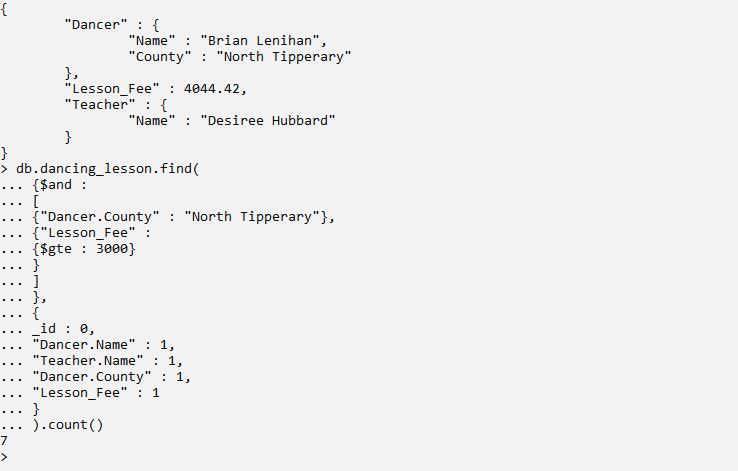 {
        "Dancer" : {
                "Name" : "Brian Lenihan",
                "County" : "North Tipperary"
        },
        "Lesson_Fee" : 4044.42,
        "Teacher" : {
                "Name" : "Desiree Hubbard"
        }
}
> db.dancing_lesson.find(
... {$and :
... [
... {"Dancer.County" : "North Tipperary"},
... {"Lesson_Fee" :
... {$gte : 3000}
... }
... ]
... },
... {
... _id : 0,
... "Dancer.Name" : 1,
... "Teacher.Name" : 1,
... "Dancer.County" : 1,
... "Lesson_Fee" : 1
... }
... ).count()
7
>